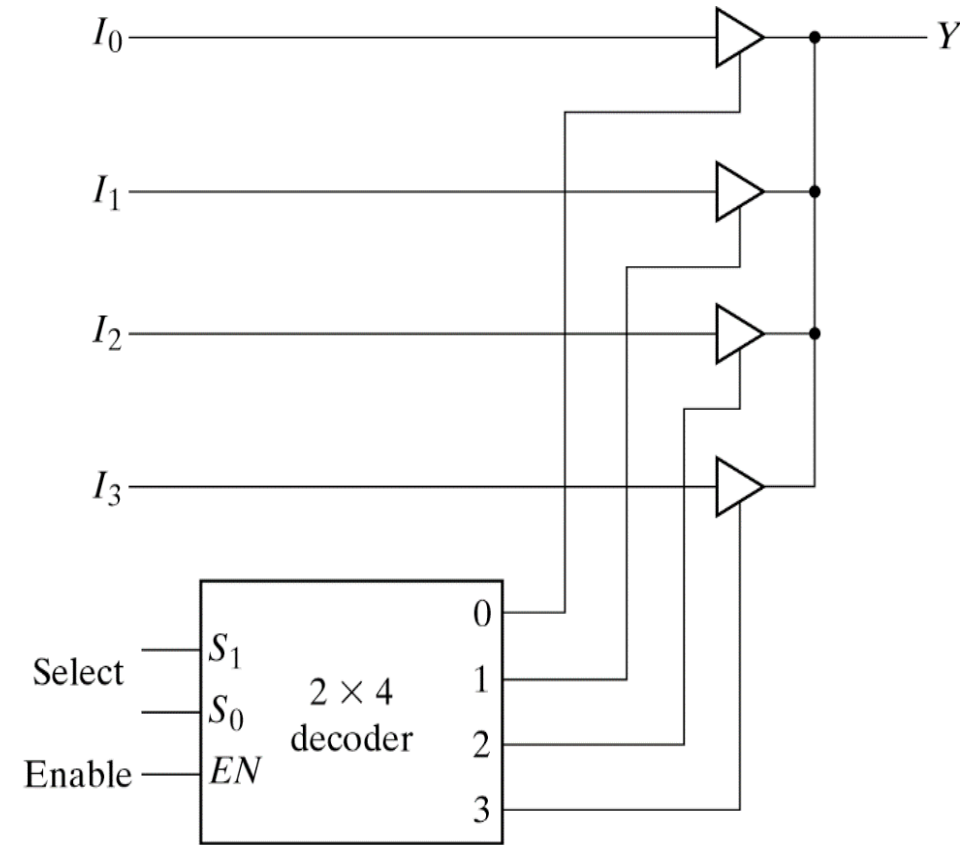 I0
Y
I1
I2
I3
0
S1
Select
1
2 × 4
S0
decoder
2
Enable
EN
3